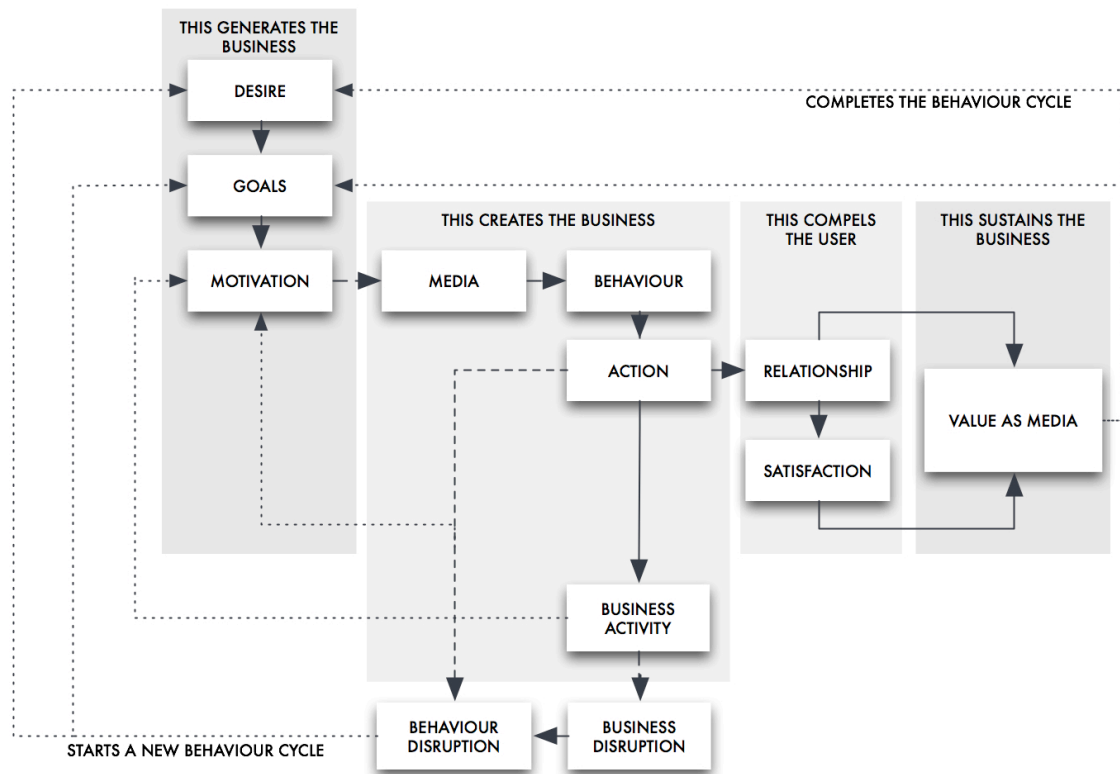 THIS GENERATES THE
BUSINESS
DESIRE
COMPLETES THE BEHAVIOUR CYCLE
GOALS
THIS CREATES THE BUSINESS
THIS COMPELS
THE USER
THIS SUSTAINS THE
BUSINESS
MOTIVATION
MEDIA
BEHAVIOUR
ACTION
RELATIONSHIP
VALUE AS MEDIA
SATISFACTION
BUSINESS
ACTIVITY
BEHAVIOUR
DISRUPTION
BUSINESS
DISRUPTION
STARTS A NEW BEHAVIOUR CYCLE